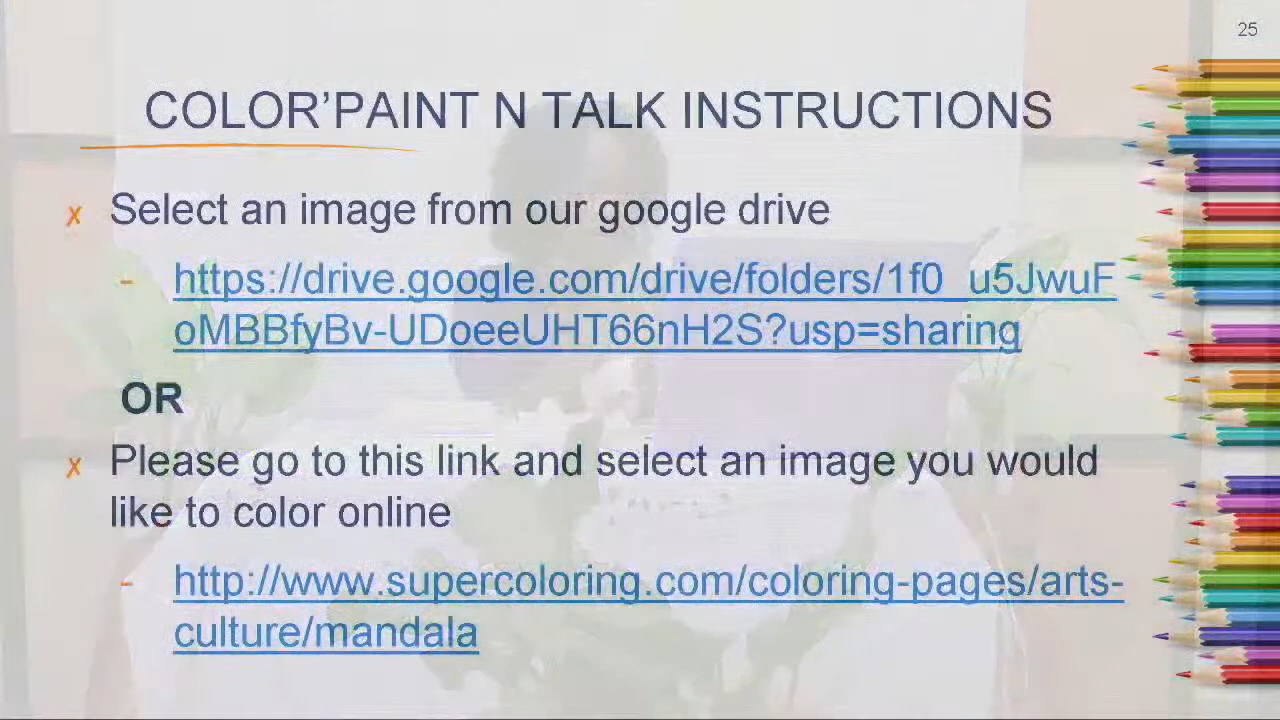 25
COLOR’PAINT N TALK INSTRUCTIONS
x Select an image from our google drive
- https://drive.google.com/drive/folders/1f0_u5JwuF
oMBBfyBv-UDoeeUHT66nH2S?usp=sharing
OR
x Please go to this link and select an image you would
like to color online
- http://www.supercoloring.com/coloring-pages/arts-
culture/mandala